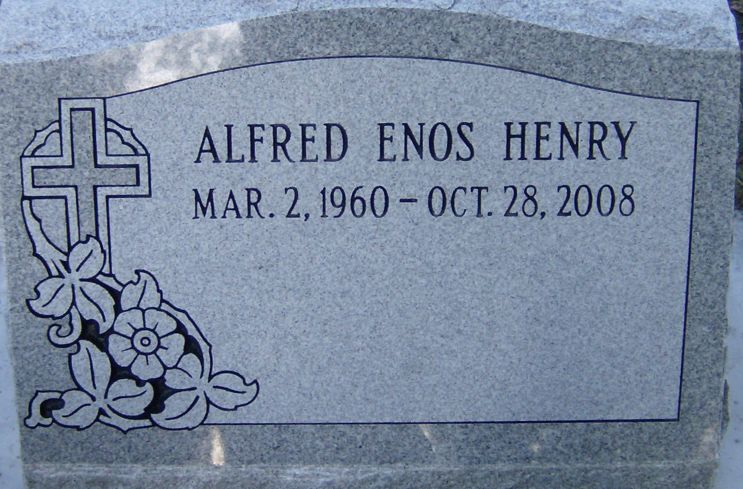 ALFRED ENOS HENRY
MAR. 2, 1960 – OCT. 28, 2008